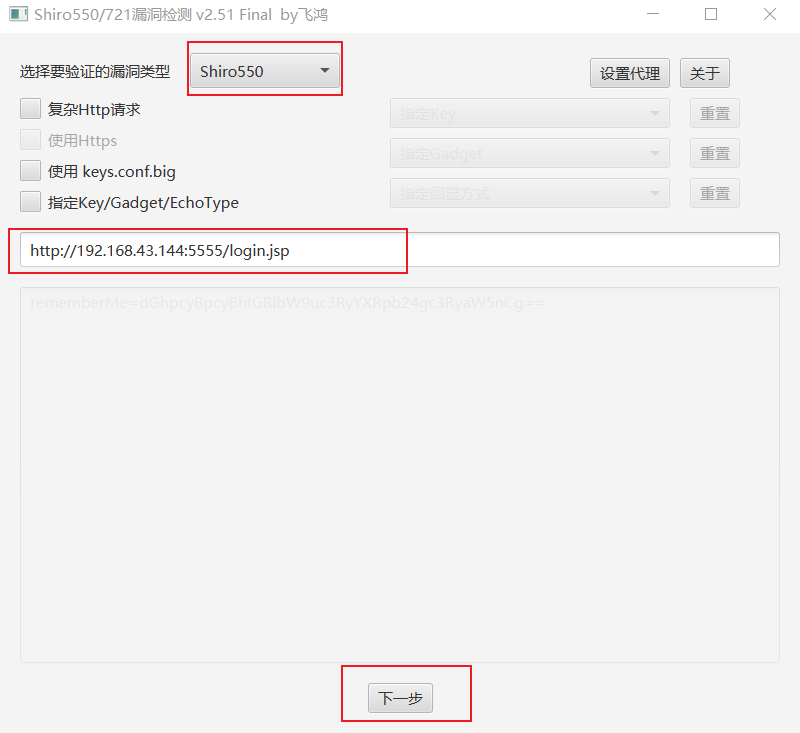 Shiro550/721漏洞检测 v2.51 Final by飞鸿
选择要验证的漏洞类型
Shiro550
设置代理
关于
复杂Http请求
指定Key
重置
使用Https
指定Gadget
重置
使用 keys.conf.big
指定回显方式
重置
指定Key/Gadget/EchoType
http://192.168.43.144:5555/login.jsp
rememberMe=dGhpcyBpcyBhIGRlbW9uc3RyYXRpb24gc3RyaW5nCg==
下一步